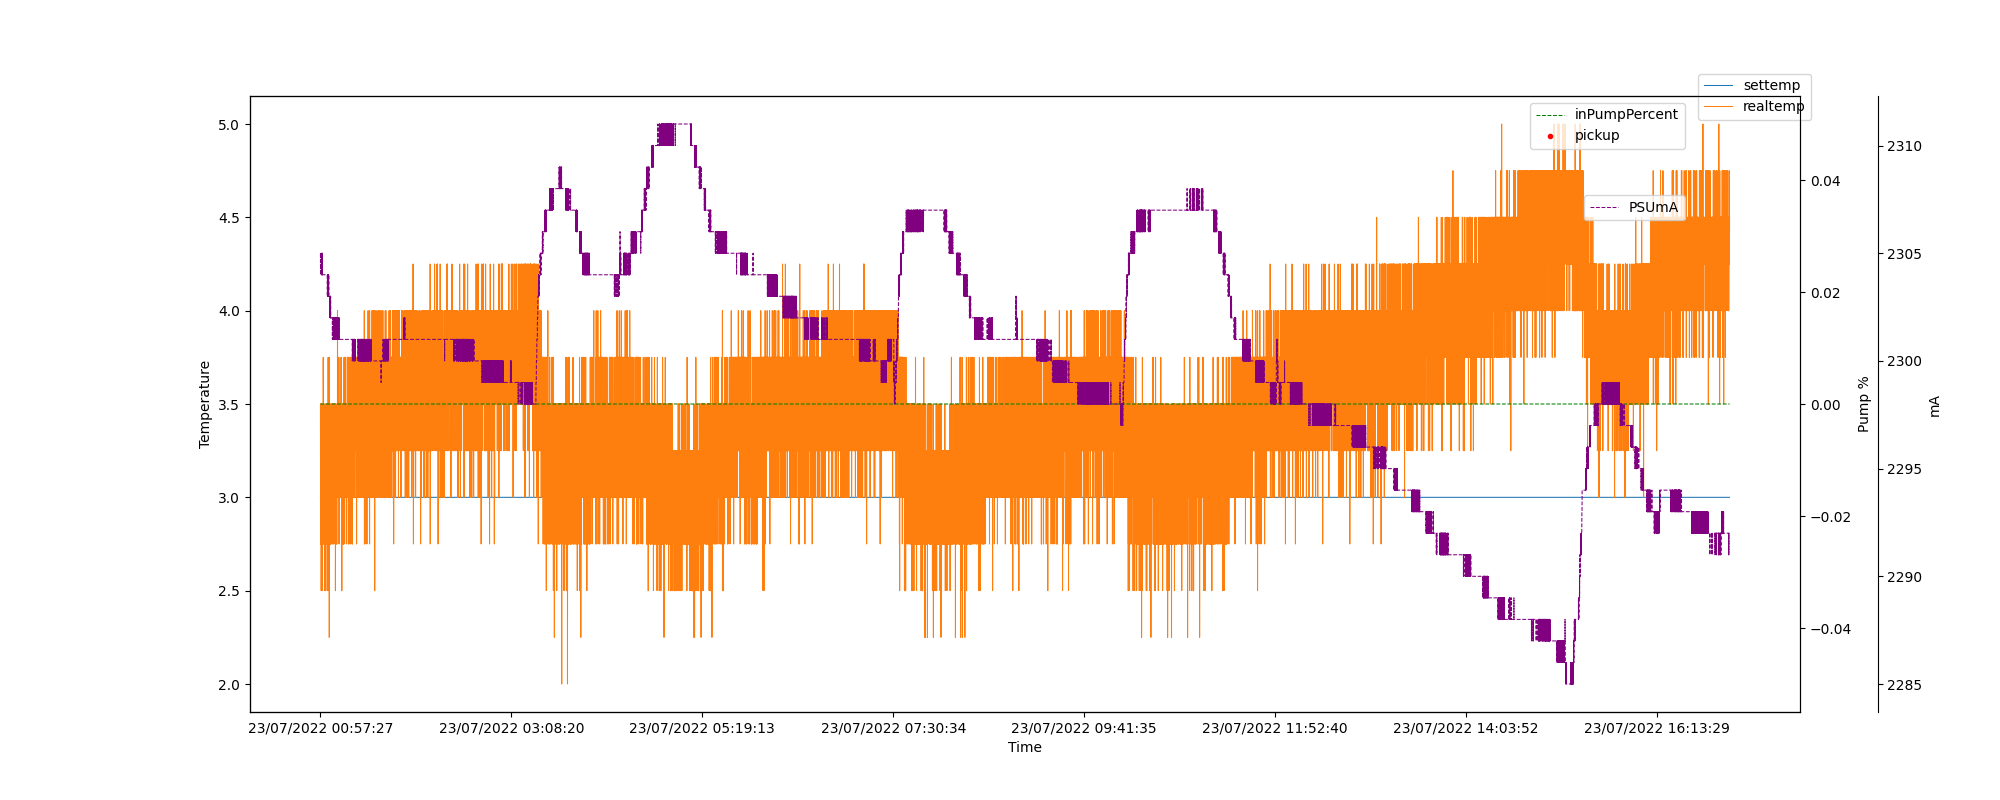 settemp
realtemp
inPumpPercent
pickup
PSUmA
5.0
4.5
4.0
3.5
3.0
2.5
2.0
Temperature
0.04
0.02
0.00
−0.02
−0.04
Pump %
2310
2305
2300
2295
2290
2285
mA
23/07/2022 00:57:27
23/07/2022 03:08:20
23/07/2022 05:19:13
23/07/2022 07:30:34
23/07/2022 09:41:35
23/07/2022 11:52:40
23/07/2022 14:03:52
23/07/2022 16:13:29
Time